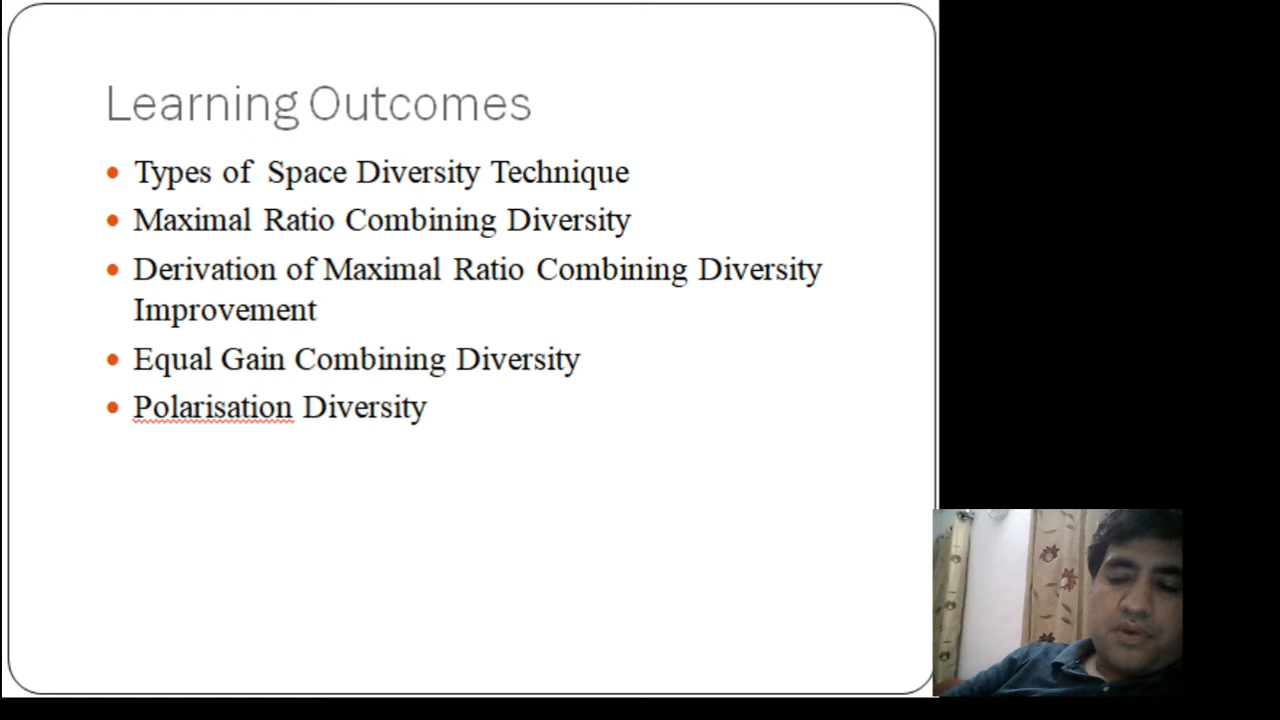 Learning Outcomes
Types of Space Diversity Technique
Maximal Ratio Combining Diversity
Derivation of Maximal Ratio Combining Diversity
Improvement
Equal Gain Combining Diversity
Polarisation Diversity